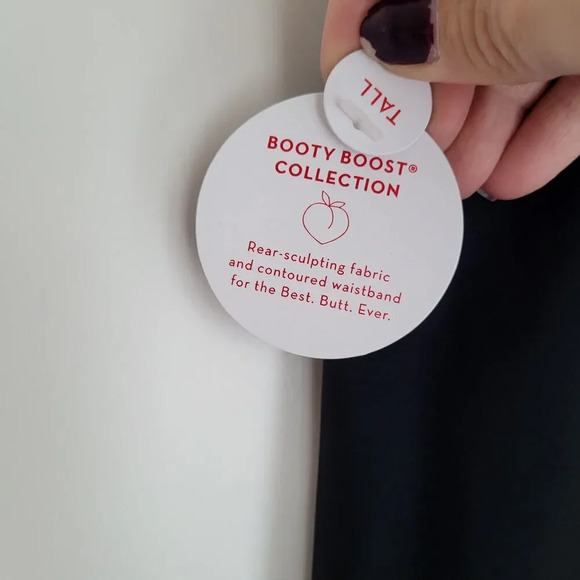 TALL
BOOTY BOOST®
COLLECTION
Rear-sculpting fabric
and contoured waistband
for the Best. Butt. Ever.